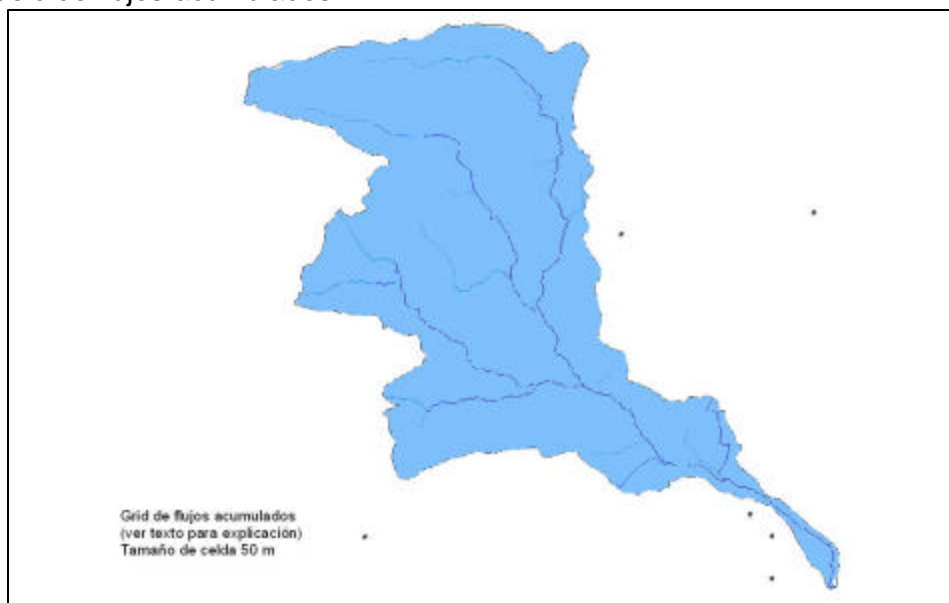 Grid de flujos acumulados
(ver texto para explicación)
Tamaño de celda 50 m